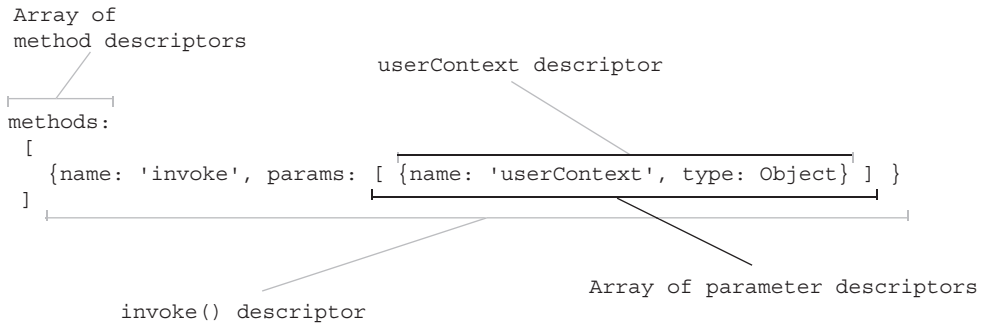 Array of
method descriptors
userContext descriptor
methods:
[
{name: 'invoke', params: [ {name: 'userContext', type: Object} ] }
]
Array of parameter descriptors
invoke() descriptor